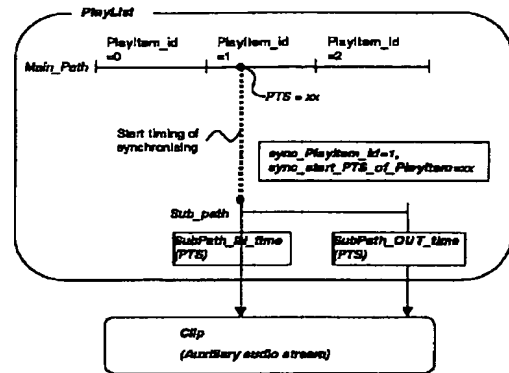 PlayList
PlayItem_id =0
PlayItem_id =1
PlayItem_id =2
Main_Path
PTS = xx
Start timing of
synchronising
sync_PlayItem_id=1,
sync_start_PTS_of_PlayItem=xx
Sub_path
SubPath_IN_time
(PTS)
SubPath_OUT_time
(PTS)
Clip
(Auxiliary audio stream)